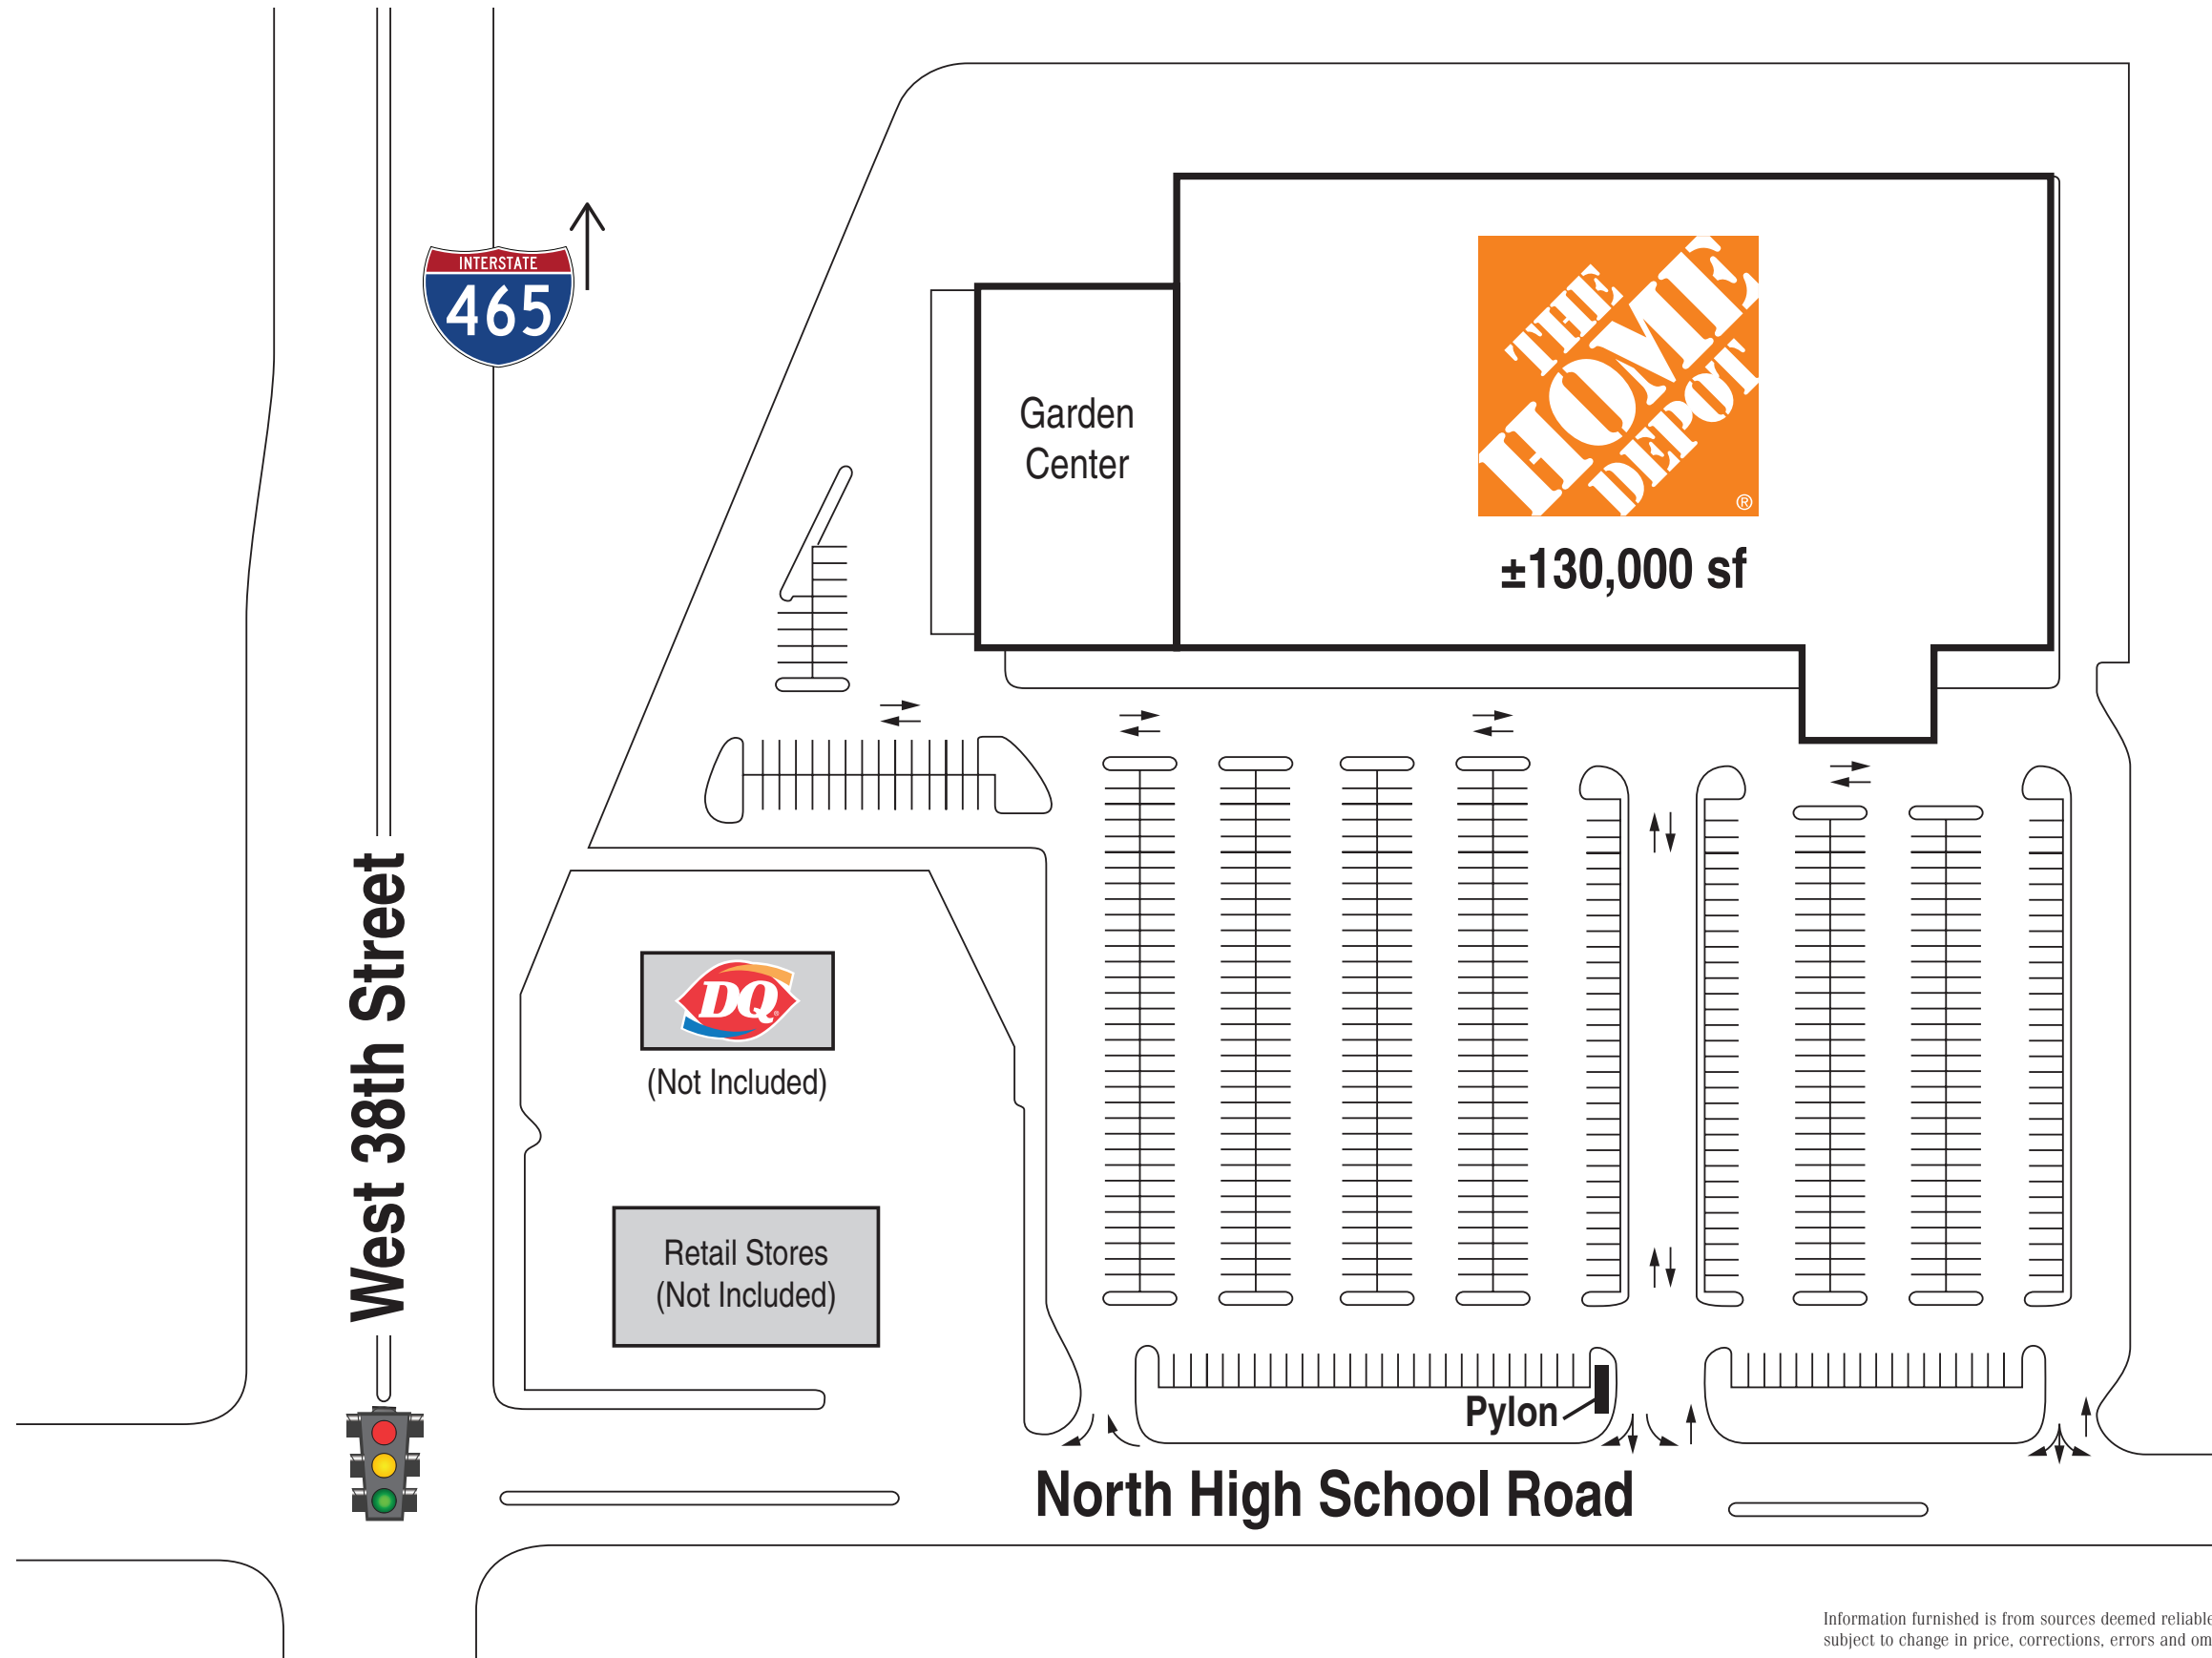 INTERSTATE
465
THE
HOME
DEPOT
®
±130,000 sf
Garden
Center
West 38th Street
DQ
®
(Not Included)
Retail Stores
(Not Included)
Pylon
North High School Road
Information furnished is from sources deemed reliable
subject to change in price, corrections, errors and om